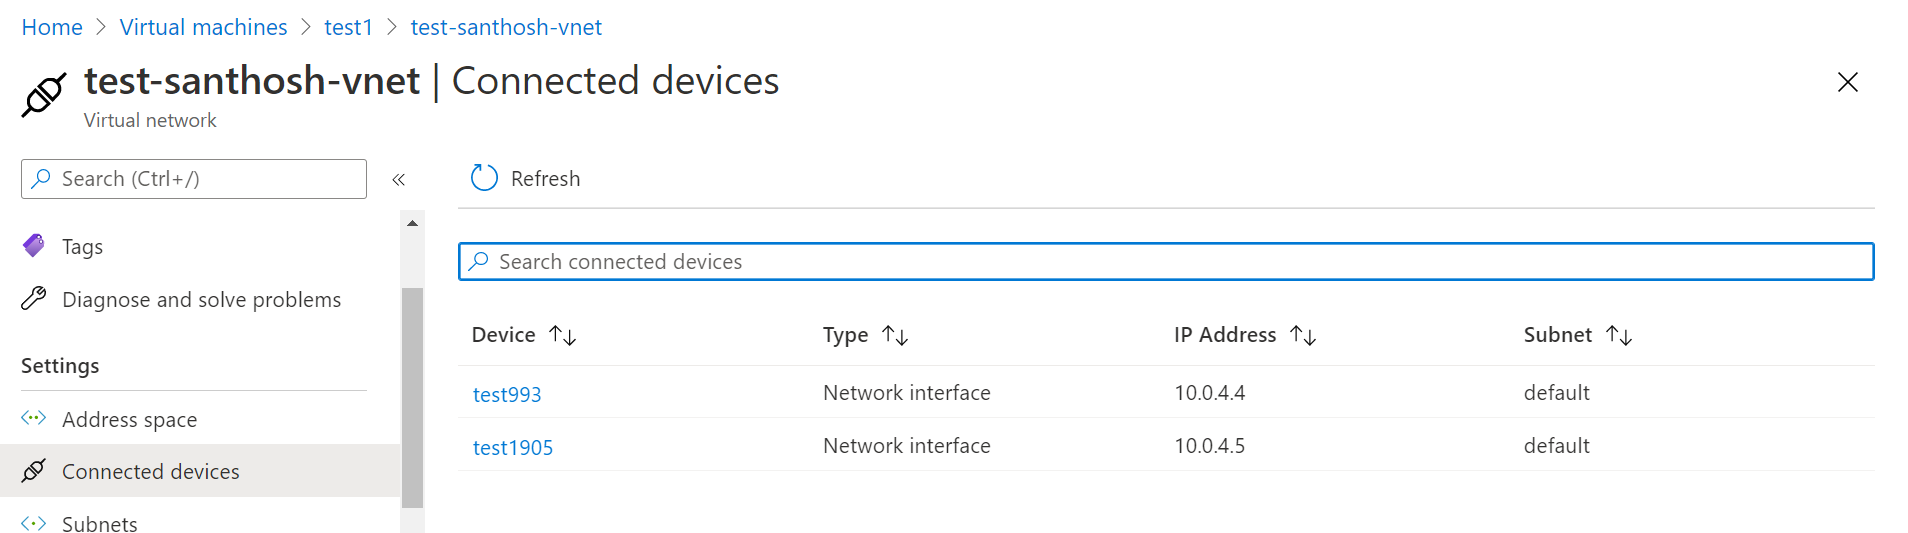 Home > Virtual machines > test1 > test-santhosh-vnet
test-santhosh-vnet | Connected devices
Virtual network
Search (Ctrl+/)
«
Refresh
Tags
Search connected devices
Diagnose and solve problems
Device ↑↓ Type ↑↓ IP Address ↑↓ Subnet ↑↓
Settings
test993 Network interface 10.0.4.4 default
Address space
test1905 Network interface 10.0.4.5 default
Connected devices
Subnets